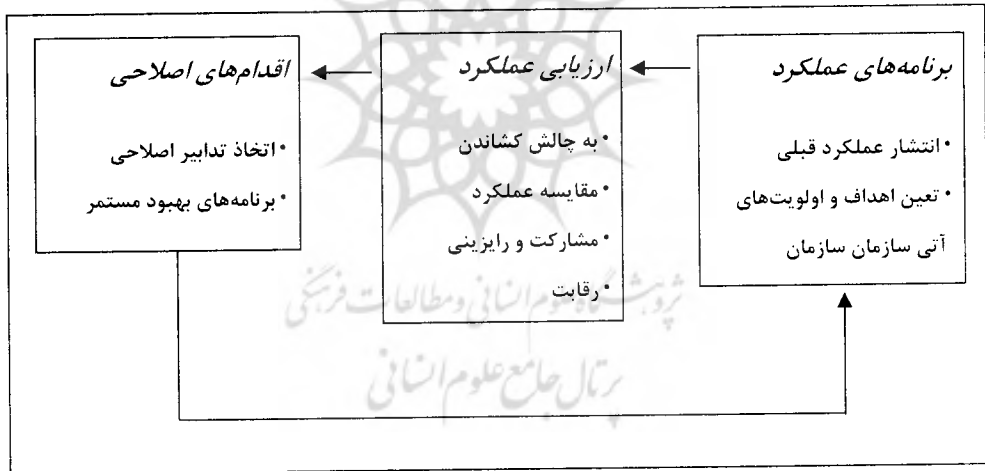 برنامه‌های عملکرد
• انتشار عملکرد قبلی
• تعین اهداف و اولویت‌های
آتی سازمان سازمان
ارزیابی عملکرد
• به چالش کشاندن
• مقایسه عملکرد
• مشارکت و رایزینی
• رقابت
اقدام‌های اصلاحی
• اتخاذ تدابیر اصلاحی
• برنامه‌های بهبود مستمر
پژوهشگاه علوم انسانی و مطالعات فرهنگی
پرتال جامع علوم انسانی